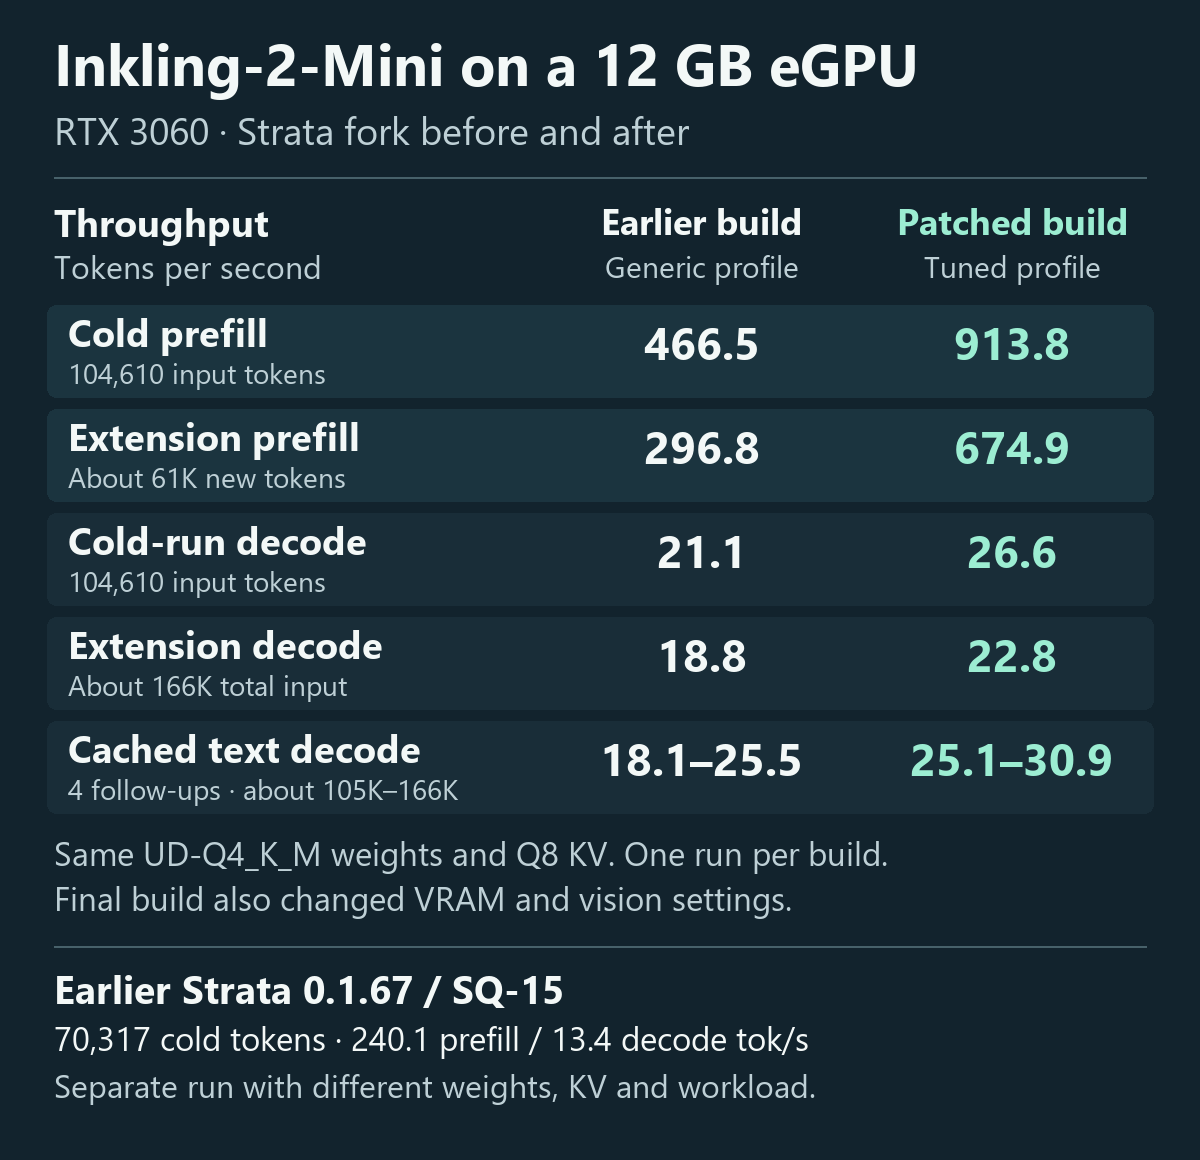 Inkling-2-Mini on a 12 GB eGPU
RTX 3060 · Strata fork before and after
Throughput
Tokens per second
Earlier build
Generic profile
Patched build
Tuned profile
Cold prefill
104,610 input tokens
466.5
913.8
Extension prefill
About 61K new tokens
296.8
674.9
Cold-run decode
104,610 input tokens
21.1
26.6
Extension decode
About 166K total input
18.8
22.8
Cached text decode
4 follow-ups · about 105K–166K
18.1–25.5
25.1–30.9
Same UD-Q4_K_M weights and Q8 KV. One run per build.
Final build also changed VRAM and vision settings.
Earlier Strata 0.1.67 / SQ-15
70,317 cold tokens · 240.1 prefill / 13.4 decode tok/s
Separate run with different weights, KV and workload.